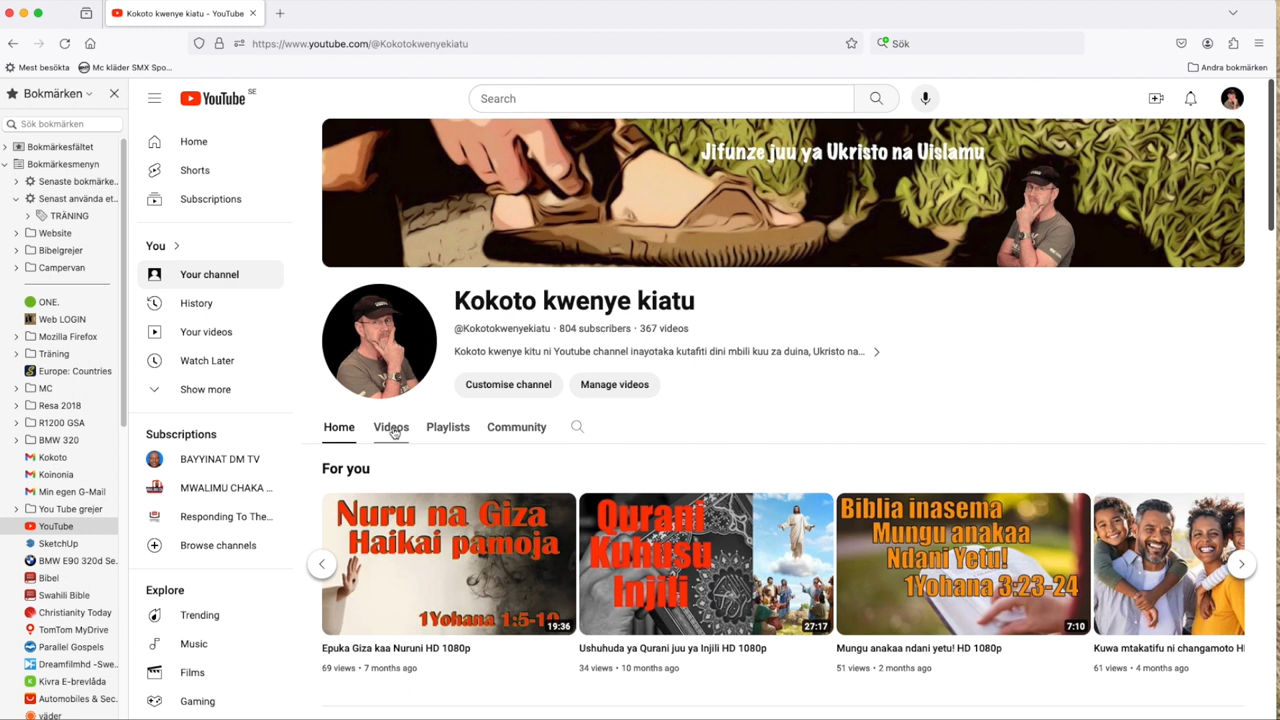 Kokoto kwenye kiatu - YouTube
https://www.youtube.com/@Kokotokwenyekiatu
Sök
Mest besökta
Mc kläder SMX Spo...
Andra bokmärken
Bokmärken
Sök bokmärken
Bokmärkesfältet
Bokmärkesmenyn
Senaste bokmärke...
Senast använda et...
TRÄNING
Website
Bibelgrejer
Campervan
ONE.
Web LOGIN
Mozilla Firefox
Träning
Europe: Countries
MC
Resa 2018
R1200 GSA
BMW 320
Kokoto
Koinonia
Min egen G-Mail
You Tube grejer
YouTube
SketchUp
BMW E90 320d Se...
Bibel
Swahili Bible
Christianity Today
TomTom MyDrive
Parallel Gospels
Dreamfilmhd -Swe...
Kivra E-brevlåda
Automobiles & Sec...
väder
YouTube SE
Search
Home
Shorts
Subscriptions
You
Your channel
History
Your videos
Watch Later
Show more
Subscriptions
BAYYINAT DM TV
MWALIMU CHAKA ...
Responding To The...
Browse channels
Explore
Trending
Music
Films
Gaming
Jifunze juu ya Ukristo na Uislamu
Kokoto kwenye kiatu
@Kokotokwenyekiatu · 804 subscribers · 367 videos
Kokoto kwenye kitu ni Youtube channel inayotaka kutafiti dini mbili kuu za duina, Ukristo na...
Customise channel
Manage videos
Home Videos Playlists Community
For you
Nuru na Giza
Haikai pamoja
1Yohana 1:5-10
19:36
Epuka Giza kaa Nuruni HD 1080p
69 views · 7 months ago
Qurani
Kuhusu
Injili
27:17
Ushuhuda ya Qurani juu ya Injili HD 1080p
34 views · 10 months ago
Biblia inasema
Mungu anakaa
Ndani Yetu!
1Yohana 3:23-24
7:10
Mungu anakaa ndani yetu! HD 1080p
51 views · 2 months ago
Kuwa mtakatifu ni changamoto H
61 views · 4 months ago